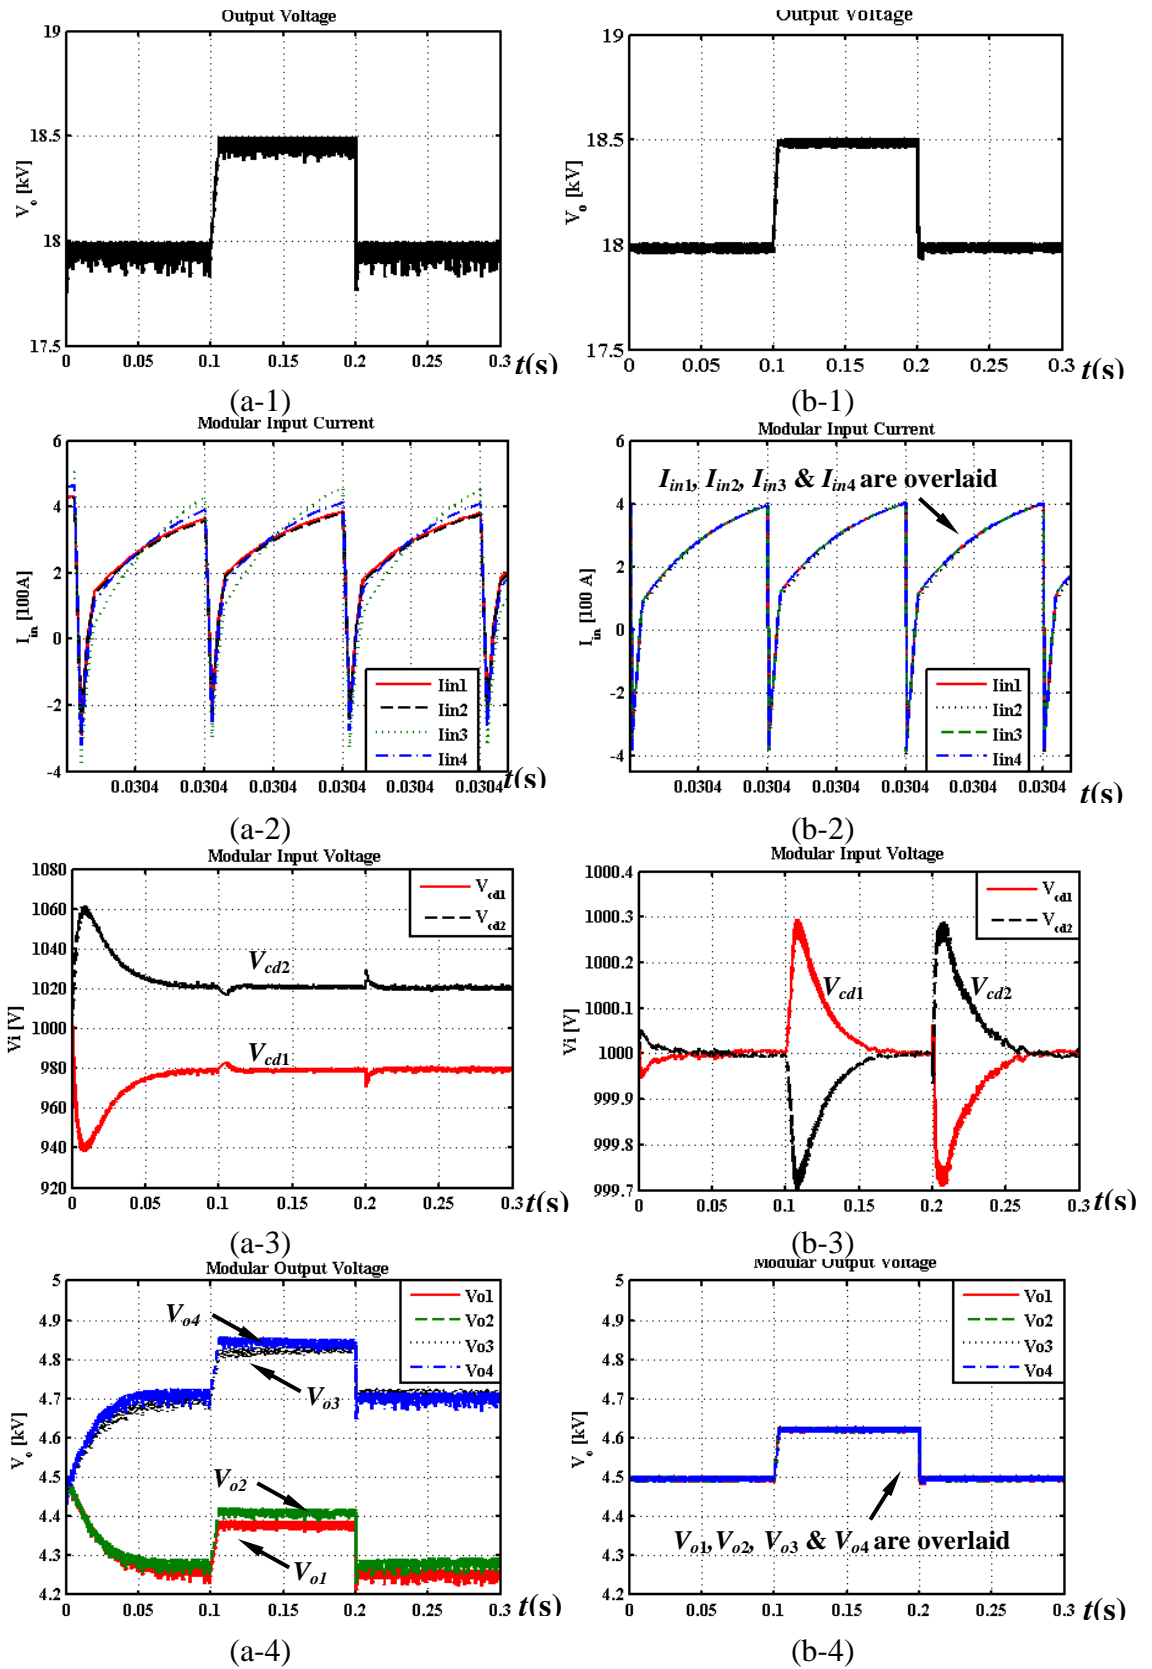 Output Voltage
19
18.5
18
17.5
V_o [kV]
0 0.05 0.1 0.15 0.2 0.25 0.3 t(s)
(a-1)
Output Voltage
19
18.5
18
17.5
V_o [kV]
0 0.05 0.1 0.15 0.2 0.25 0.3 t(s)
(b-1)
Modular Input Current
6
4
2
0
-2
-4
I_in [100A]
Iin1
Iin2
Iin3
Iin4
0.0304 0.0304 0.0304 0.0304 0.0304 0.0304 t(s)
(a-2)
Modular Input Current
6
4
2
0
-2
-4
I_in [100 A]
I_in1, I_in2, I_in3 & I_in4 are overlaid
Iin1
Iin2
Iin3
Iin4
0.0304 0.0304 0.0304 0.0304 0.0304 0.0304 t(s)
(b-2)
Modular Input Voltage
1080
1060
1040
1020
1000
980
960
940
920
Vi [V]
V_cd1
V_cd2
V_cd2
V_cd1
0 0.05 0.1 0.15 0.2 0.25 0.3 t(s)
(a-3)
Modular Input Voltage
1000.4
1000.3
1000.2
1000.1
1000
999.9
999.8
999.7
Vi [V]
V_cd1
V_cd2
V_cd1
V_cd2
0 0.05 0.1 0.15 0.2 0.25 0.3 t(s)
(b-3)
Modular Output Voltage
5
4.9
4.8
4.7
4.6
4.5
4.4
4.3
4.2
V_o [kV]
Vo1
Vo2
Vo3
Vo4
V_o4
V_o3
V_o2
V_o1
0 0.05 0.1 0.15 0.2 0.25 0.3 t(s)
(a-4)
Modular Output Voltage
5
4.9
4.8
4.7
4.6
4.5
4.4
4.3
4.2
V_o [kV]
Vo1
Vo2
Vo3
Vo4
V_o1, V_o2, V_o3 & V_o4 are overlaid
0 0.05 0.1 0.15 0.2 0.25 0.3 t(s)
(b-4)